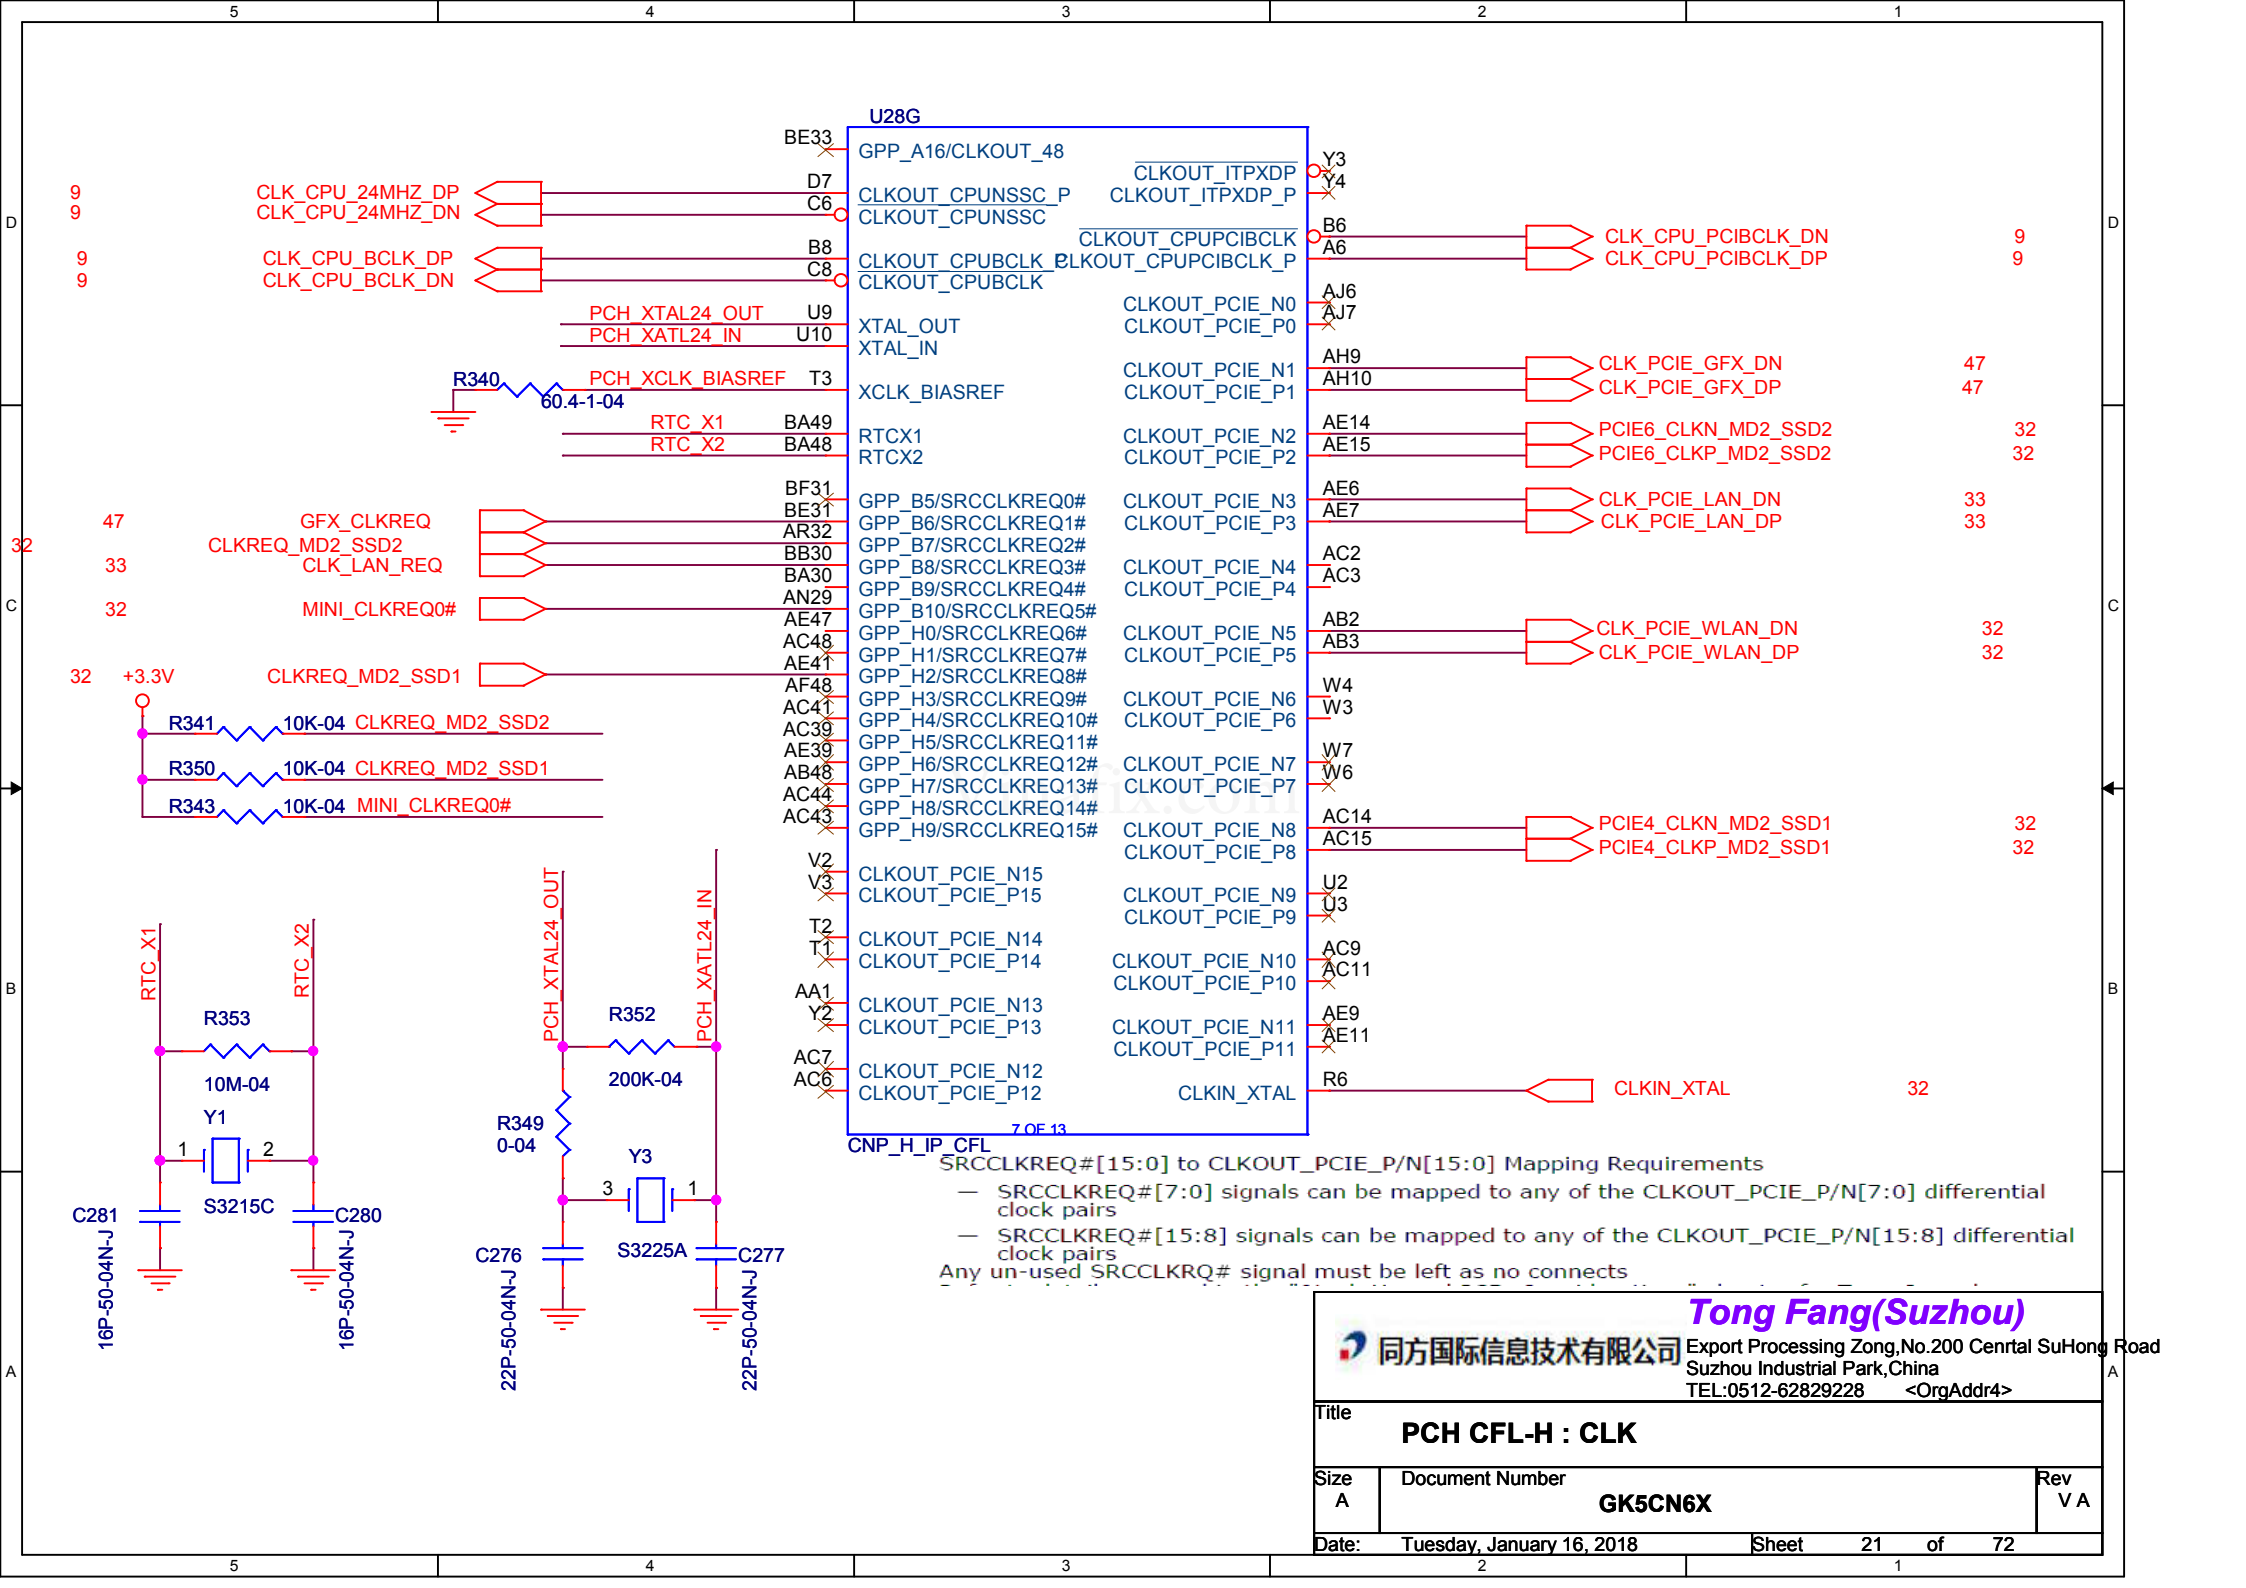 5 4 3 2 1
U28G
BE33 GPP_A16/CLKOUT_48
CLKOUT_ITPXDP Y3
CLKOUT_ITPXDP_P Y4
9 CLK_CPU_24MHZ_DP D7 CLKOUT_CPUNSSC_P
9 CLK_CPU_24MHZ_DN C6 CLKOUT_CPUNSSC
D D
CLKOUT_CPUPCIBCLK B6 CLK_CPU_PCIBCLK_DN 9
CLKOUT_CPUPCIBCLK_P A6 CLK_CPU_PCIBCLK_DP 9
9 CLK_CPU_BCLK_DP B8 CLKOUT_CPUBCLK_P
9 CLK_CPU_BCLK_DN C8 CLKOUT_CPUBCLK
CLKOUT_PCIE_N0 AJ6
CLKOUT_PCIE_P0 AJ7
PCH_XTAL24_OUT U9 XTAL_OUT
PCH_XATL24_IN U10 XTAL_IN
CLKOUT_PCIE_N1 AH9 CLK_PCIE_GFX_DN 47
CLKOUT_PCIE_P1 AH10 CLK_PCIE_GFX_DP 47
R340 60.4-1-04 PCH_XCLK_BIASREF T3 XCLK_BIASREF
RTC_X1 BA49 RTCX1
RTC_X2 BA48 RTCX2
CLKOUT_PCIE_N2 AE14 PCIE6_CLKN_MD2_SSD2 32
CLKOUT_PCIE_P2 AE15 PCIE6_CLKP_MD2_SSD2 32
BF31 GPP_B5/SRCCLKREQ0#
47 GFX_CLKREQ BE31 GPP_B6/SRCCLKREQ1#
32 CLKREQ_MD2_SSD2 AR32 GPP_B7/SRCCLKREQ2#
33 CLK_LAN_REQ BB30 GPP_B8/SRCCLKREQ3#
BA30 GPP_B9/SRCCLKREQ4#
C C
32 MINI_CLKREQ0# AN29 GPP_B10/SRCCLKREQ5#
AE47 GPP_H0/SRCCLKREQ6#
AC48 GPP_H1/SRCCLKREQ7#
32 CLKREQ_MD2_SSD1 AE41 GPP_H2/SRCCLKREQ8#
AF48 GPP_H3/SRCCLKREQ9#
AC41 GPP_H4/SRCCLKREQ10#
AC39 GPP_H5/SRCCLKREQ11#
AE39 GPP_H6/SRCCLKREQ12#
AB48 GPP_H7/SRCCLKREQ13#
AC44 GPP_H8/SRCCLKREQ14#
AC43 GPP_H9/SRCCLKREQ15#
CLKOUT_PCIE_N3 AE6 CLK_PCIE_LAN_DN 33
CLKOUT_PCIE_P3 AE7 CLK_PCIE_LAN_DP 33
CLKOUT_PCIE_N4 AC2
CLKOUT_PCIE_P4 AC3
CLKOUT_PCIE_N5 AB2 CLK_PCIE_WLAN_DN 32
CLKOUT_PCIE_P5 AB3 CLK_PCIE_WLAN_DP 32
CLKOUT_PCIE_N6 W4
CLKOUT_PCIE_P6 W3
CLKOUT_PCIE_N7 W7
CLKOUT_PCIE_P7 W6
fix.com
CLKOUT_PCIE_N8 AC14 PCIE4_CLKN_MD2_SSD1 32
CLKOUT_PCIE_P8 AC15 PCIE4_CLKP_MD2_SSD1 32
+3.3V
R341 10K-04 CLKREQ_MD2_SSD2
R350 10K-04 CLKREQ_MD2_SSD1
R343 10K-04 MINI_CLKREQ0#
V2 CLKOUT_PCIE_N15
V3 CLKOUT_PCIE_P15
CLKOUT_PCIE_N9 U2
CLKOUT_PCIE_P9 U3
T2 CLKOUT_PCIE_N14
T1 CLKOUT_PCIE_P14
CLKOUT_PCIE_N10 AC9
CLKOUT_PCIE_P10 AC11
B B
AA1 CLKOUT_PCIE_N13
Y2 CLKOUT_PCIE_P13
CLKOUT_PCIE_N11 AE9
CLKOUT_PCIE_P11 AE11
AC7 CLKOUT_PCIE_N12
AC6 CLKOUT_PCIE_P12
CLKIN_XTAL R6 CLKIN_XTAL 32
7 OF 13
CNP_H_IP_CFL
RTC_X1
RTC_X2
R353
10M-04
Y1
1 2
S3215C
C281
16P-50-04N-J
C280
16P-50-04N-J
PCH_XTAL24_OUT
PCH_XATL24_IN
R352
200K-04
R349
0-04
Y3
3 1
S3225A
C276
22P-50-04N-J
C277
22P-50-04N-J
SRCCLKREQ#[15:0] to CLKOUT_PCIE_P/N[15:0] Mapping Requirements
— SRCCLKREQ#[7:0] signals can be mapped to any of the CLKOUT_PCIE_P/N[7:0] differential
clock pairs
— SRCCLKREQ#[15:8] signals can be mapped to any of the CLKOUT_PCIE_P/N[15:8] differential
clock pairs
Any un-used SRCCLKRQ# signal must be left as no connects
同方国际信息技术有限公司
Tong Fang(Suzhou)
Export Processing Zong,No.200 Cenrtal SuHong Road
Suzhou Industrial Park,China
TEL:0512-62829228 <OrgAddr4>
A A
Title
PCH CFL-H : CLK
Size Document Number Rev
A GK5CN6X V A
Date: Tuesday, January 16, 2018 Sheet 21 of 72
5 4 3 2 1